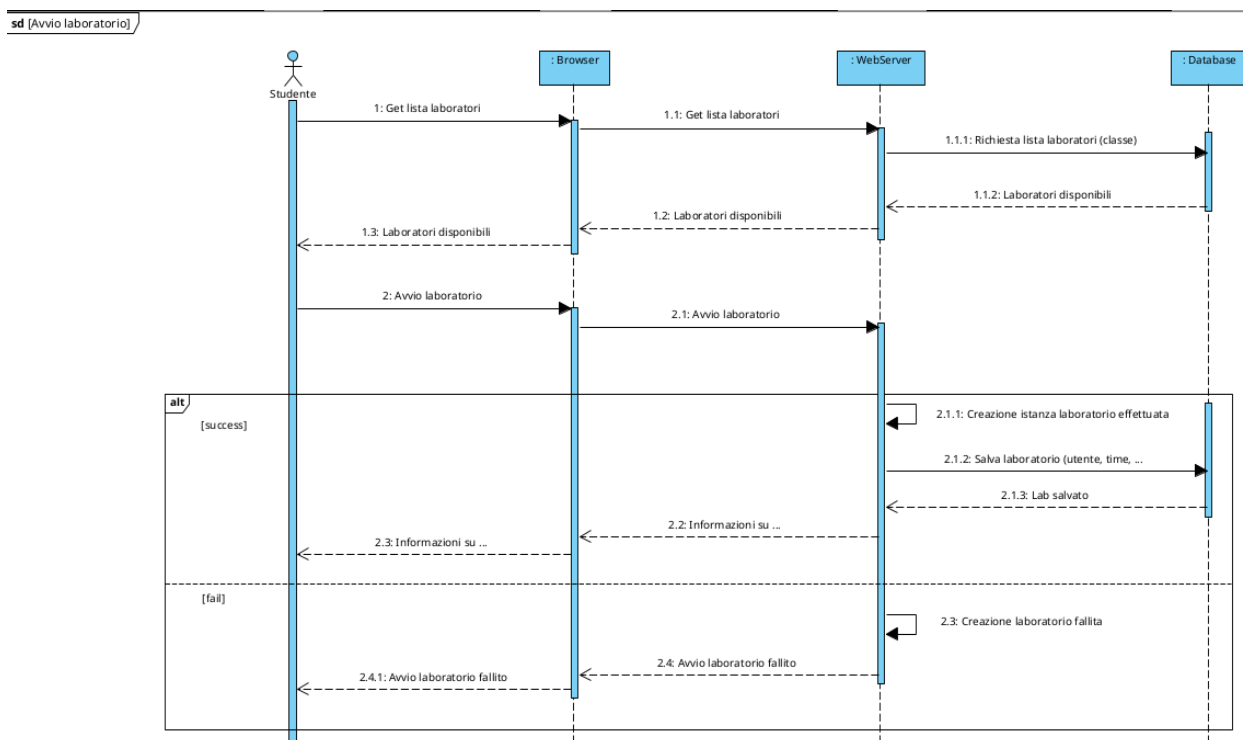 sd [Avvio laboratorio]
Studente
: Browser
: WebServer
: Database
1: Get lista laboratori
1.1: Get lista laboratori
1.1.1: Richiesta lista laboratori (classe)
1.1.2: Laboratori disponibili
1.2: Laboratori disponibili
1.3: Laboratori disponibili
2: Avvio laboratorio
2.1: Avvio laboratorio
alt
[success]
2.1.1: Creazione istanza laboratorio effettuata
2.1.2: Salva laboratorio (utente, time, ...
2.1.3: Lab salvato
2.2: Informazioni su ...
2.3: Informazioni su ...
[fail]
2.3: Creazione laboratorio fallita
2.4: Avvio laboratorio fallito
2.4.1: Avvio laboratorio fallito